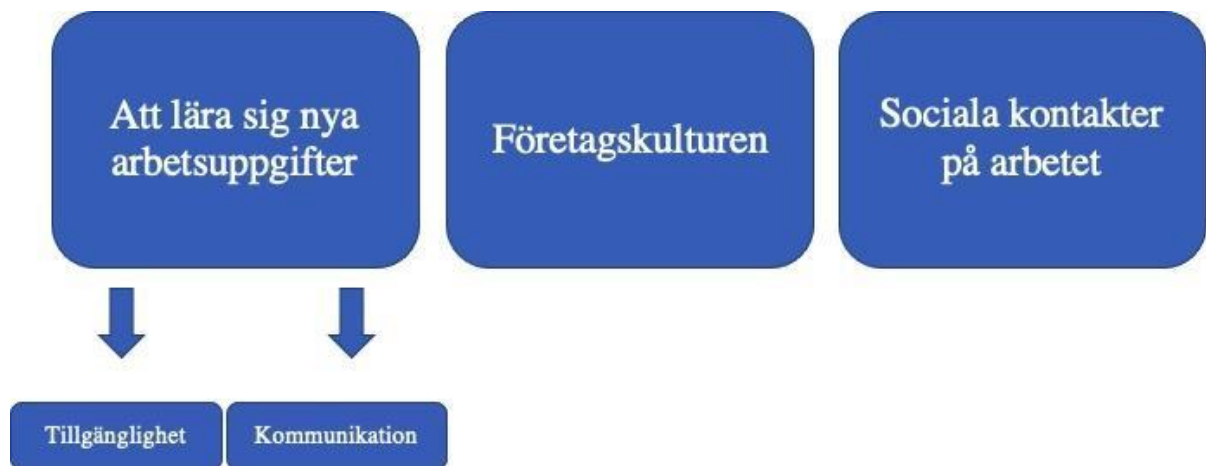 Att lära sig nya
arbetsuppgifter
Företagskulturen
Sociala kontakter
på arbetet
Tillgänglighet
Kommunikation